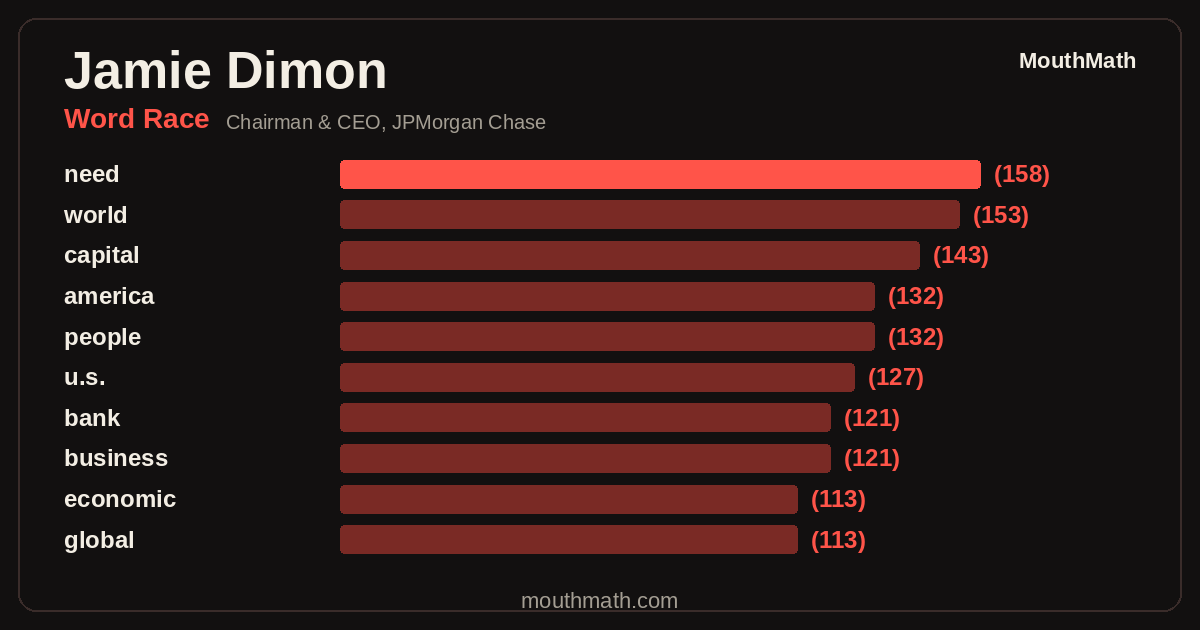 Jamie Dimon
MouthMath
Word Race Chairman & CEO, JPMorgan Chase
need (158)
world (153)
capital (143)
america (132)
people (132)
u.s. (127)
bank (121)
business (121)
economic (113)
global (113)
mouthmath.com